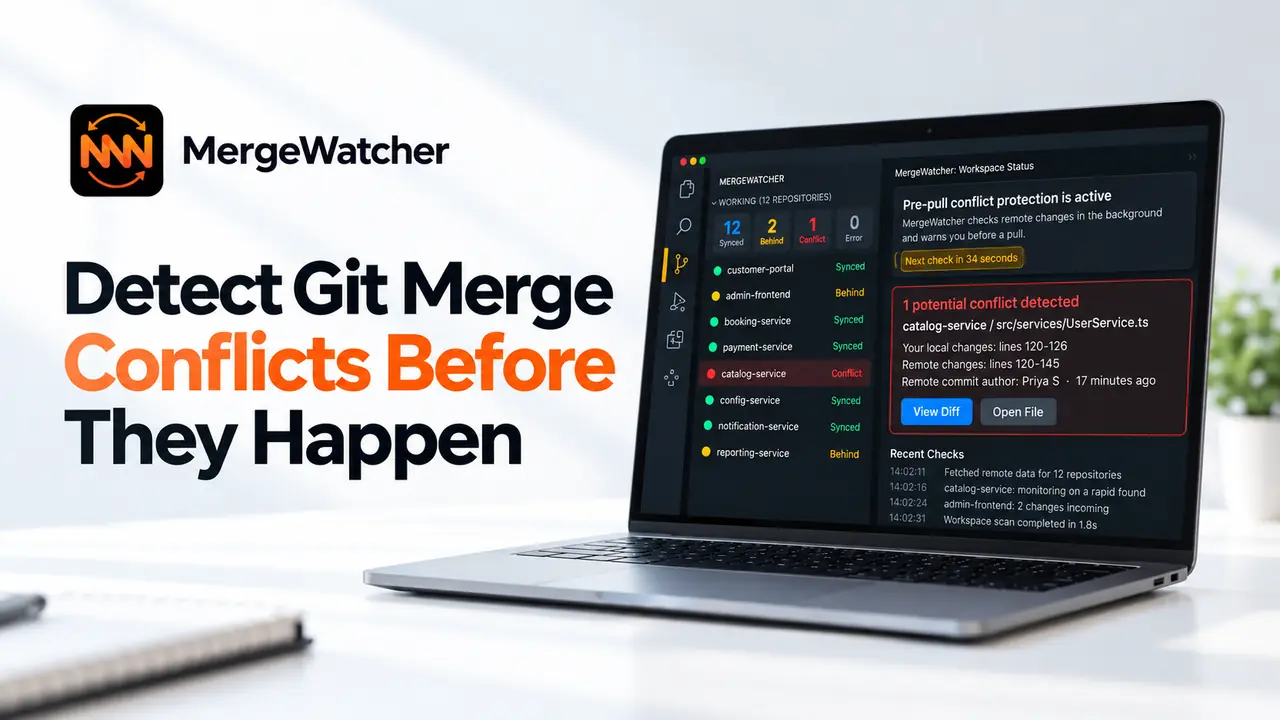 MergeWatcher
Detect Git Merge
Conflicts Before
They Happen
MERGEWATCHER
WORKING (12 REPOSITORIES)
12 2 1 0
Synced Behind Conflict Error
customer-portal Synced
admin-frontend Behind
booking-service Synced
payment-service Synced
catalog-service Conflict
config-service Synced
notification-service Synced
reporting-service Behind
MergeWatcher: Workspace Status
Pre-pull conflict protection is active
MergeWatcher checks remote changes in the background
and warns you before a pull.
Next check in 34 seconds
1 potential conflict detected
catalog-service / src/services/UserService.ts
Your local changes: lines 120-126
Remote changes: lines 120-145
Remote commit author: Priya S · 17 minutes ago
View Diff Open File
Recent Checks
14:02:11 Fetched remote data for 12 repositories
14:02:16 catalog-service: monitoring on a rapid found
14:02:24 admin-frontend: 2 changes incoming
14:02:31 Workspace scan completed in 1.8s